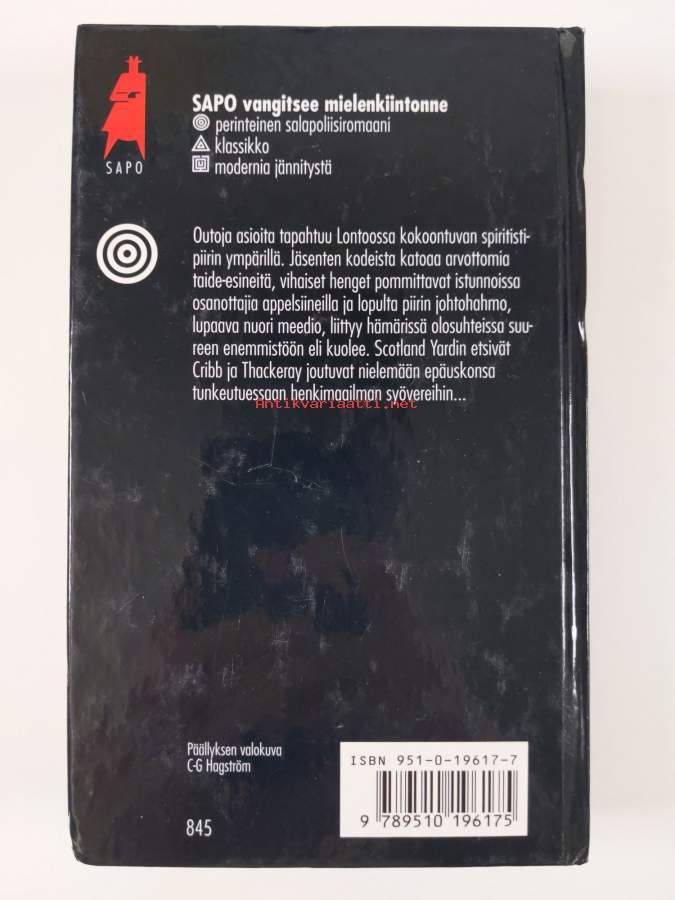 SAPO
SAPO vangitsee mielenkiintonne
perinteinen salapoliisiromaani
klassikko
modernia jännitystä
Outoja asioita tapahtuu Lontoossa kokoontuvan spiritisti-
piirin ympärillä. Jäsenten kodeista katoaa arvottomia
taide-esineitä, vihaiset henget pommittavat istunnoissa
osanottajia appelsiineilla ja lopulta piirin johtohahmo,
lupaava nuori meedio, liittyy hämärissä olosuhteissa suu-
reen enemmistöön eli kuolee. Scotland Yardin etsivät
Cribb ja Thackeray joutuvat nielemään epäuskonsa
tunkeutuessaan henkimaailman syövereihin...
Antikvariaatti.net
Päällyksen valokuva
C-G Hagström
845
ISBN 951-0-19617-7
9 789510 196175